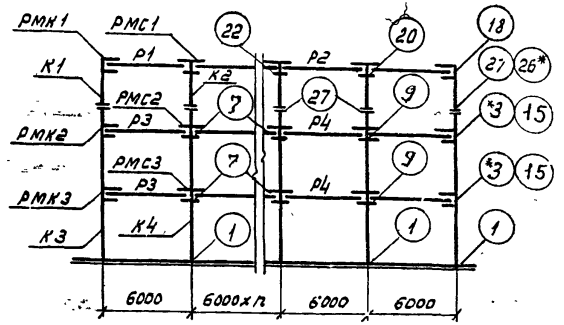 РМК1 РМС1 22 20 18
К1 Р1 К2 Р2 27 26*
РМС2 7 27 9 *3 15
РМК2 Р3 Р4
РМС3 7 9 *3 15
РМК3 Р3 Р4
К3 К4 1 1 1
6000 6000хп 6000 6000